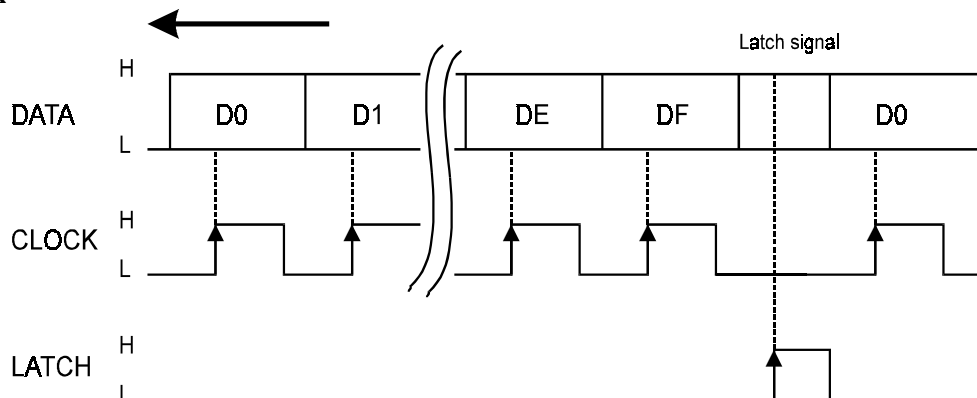 Latch signal
H
DATA D0 D1 DE DF D0
L
H
CLOCK
L
H
LATCH
L